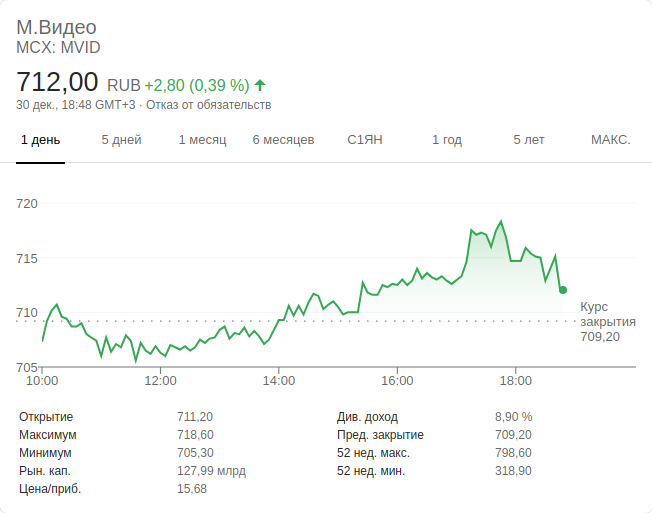 М.Видео
MCX: MVID
712,00 RUB +2,80 (0,39 %)
30 дек., 18:48 GMT+3 · Отказ от обязательств
1 день 5 дней 1 месяц 6 месяцев С1ЯН 1 год 5 лет МАКС.
720
715
710
705
Курс
закрытия
709,20
10:00 12:00 14:00 16:00 18:00
Открытие 711,20 Див. доход 8,90 %
Максимум 718,60 Пред. закрытие 709,20
Минимум 705,30 52 нед. макс. 798,60
Рын. кап. 127,99 млрд 52 нед. мин. 318,90
Цена/приб. 15,68